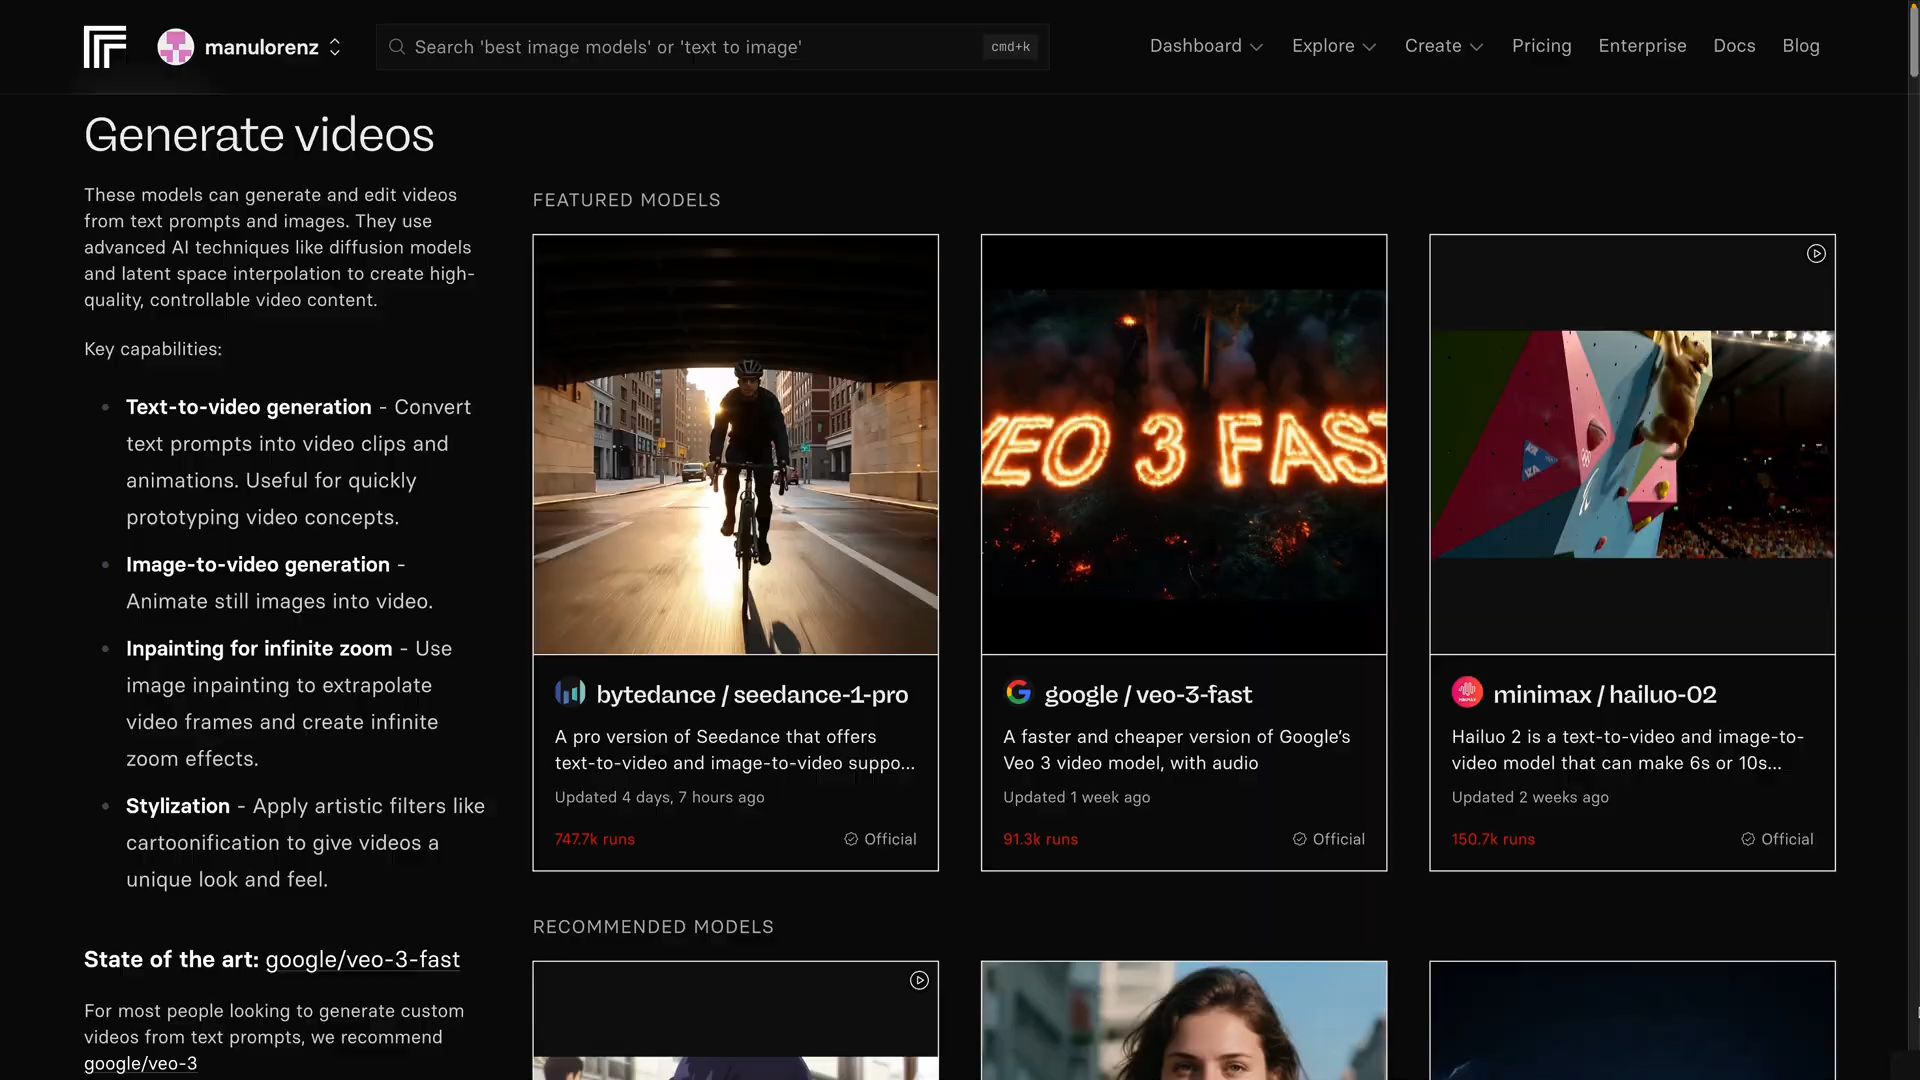 manulorenz
Search 'best image models' or 'text to image'
cmd+k
Dashboard
Explore
Create
Pricing
Enterprise
Docs
Blog
Generate videos
These models can generate and edit videos
from text prompts and images. They use
advanced AI techniques like diffusion models
and latent space interpolation to create high-
quality, controllable video content.
Key capabilities:
Text-to-video generation - Convert
text prompts into video clips and
animations. Useful for quickly
prototyping video concepts.
Image-to-video generation -
Animate still images into video.
Inpainting for infinite zoom - Use
image inpainting to extrapolate
video frames and create infinite
zoom effects.
Stylization - Apply artistic filters like
cartoonification to give videos a
unique look and feel.
State of the art: google/veo-3-fast
For most people looking to generate custom
videos from text prompts, we recommend
google/veo-3
FEATURED MODELS
bytedance / seedance-1-pro
A pro version of Seedance that offers
text-to-video and image-to-video suppo...
Updated 4 days, 7 hours ago
747.7k runs
Official
VEO 3 FAST
google / veo-3-fast
A faster and cheaper version of Google's
Veo 3 video model, with audio
Updated 1 week ago
91.3k runs
Official
minimax / hailuo-02
Hailuo 2 is a text-to-video and image-to-
video model that can make 6s or 10s...
Updated 2 weeks ago
150.7k runs
Official
RECOMMENDED MODELS